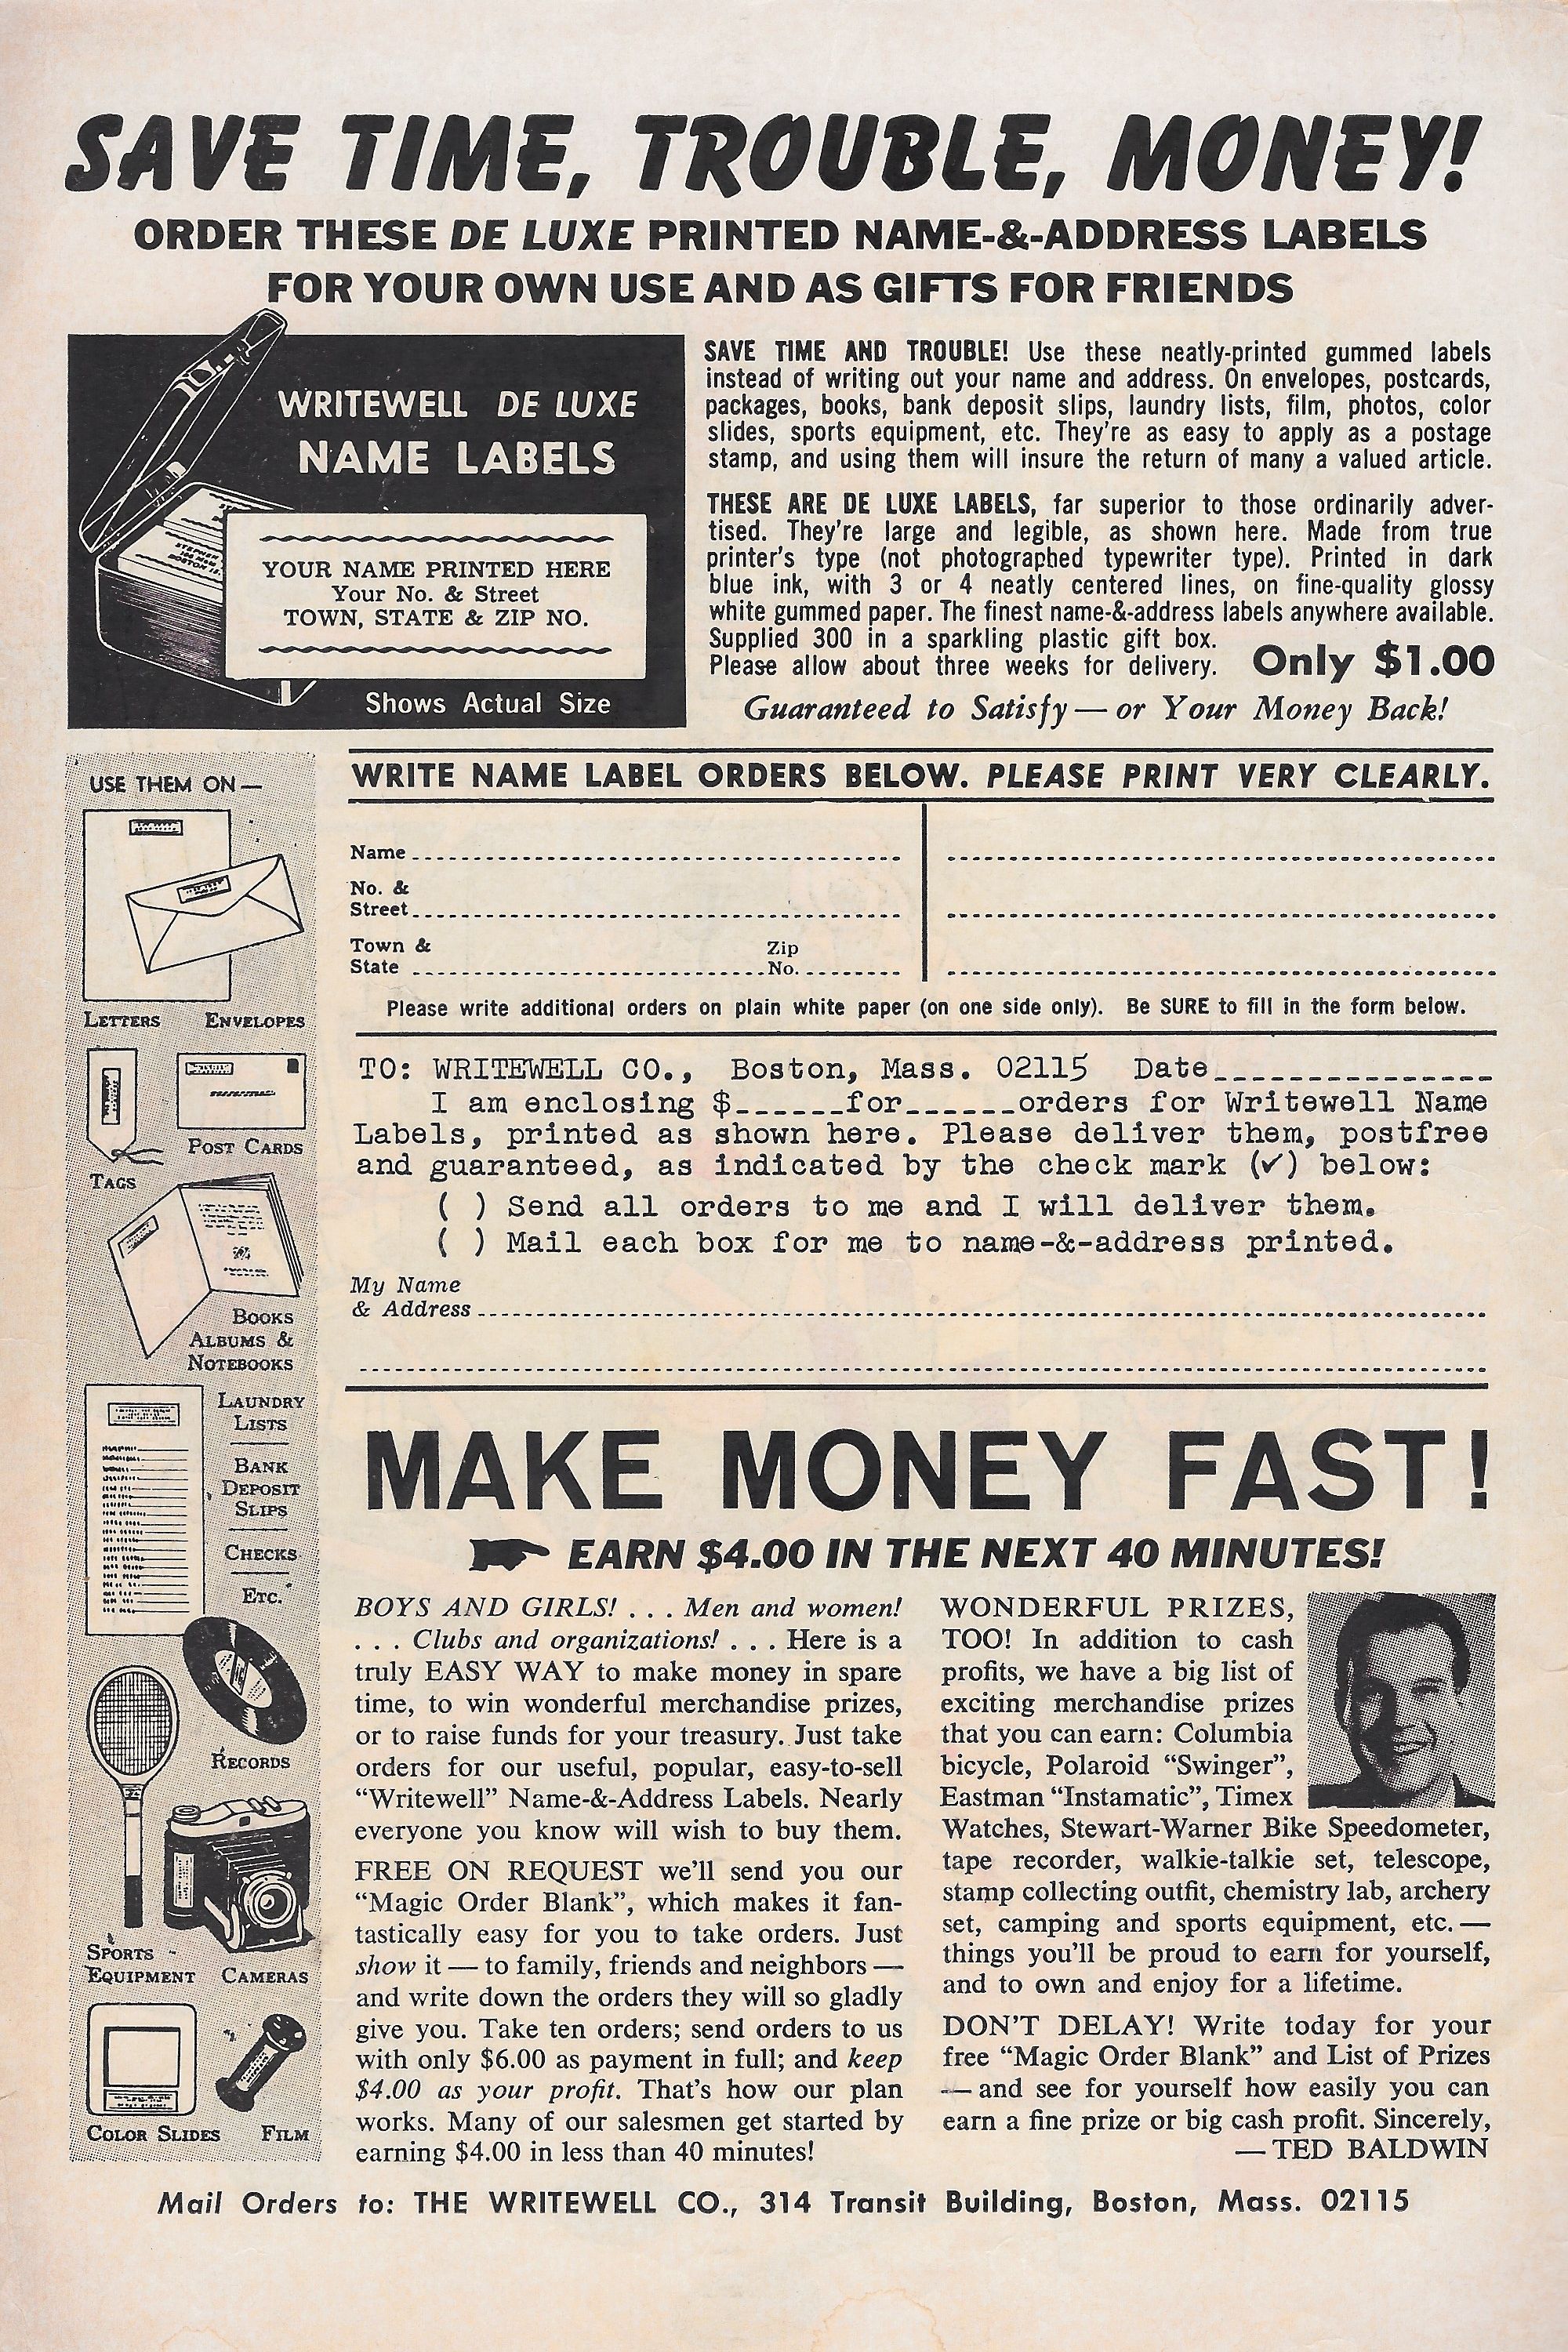 SAVE TIME, TROUBLE, MONEY!
ORDER THESE DE LUXE PRINTED NAME-&-ADDRESS LABELS
FOR YOUR OWN USE AND AS GIFTS FOR FRIENDS
WRITEWELL DE LUXE
NAME LABELS
YOUR NAME PRINTED HERE
Your No. & Street
TOWN, STATE & ZIP NO.
Shows Actual Size
SAVE TIME AND TROUBLE! Use these neatly-printed gummed labels
instead of writing out your name and address. On envelopes, postcards,
packages, books, bank deposit slips, laundry lists, film, photos, color
slides, sports equipment, etc. They're as easy to apply as a postage
stamp, and using them will insure the return of many a valued article.
THESE ARE DE LUXE LABELS, far superior to those ordinarily adver-
tised. They're large and legible, as shown here. Made from true
printer's type (not photographed typewriter type). Printed in dark
blue ink, with 3 or 4 neatly centered lines, on fine-quality glossy
white gummed paper. The finest name-&-address labels anywhere available.
Supplied 300 in a sparkling plastic gift box.
Please allow about three weeks for delivery. Only $1.00
Guaranteed to Satisfy — or Your Money Back!
USE THEM ON —
LETTERS ENVELOPES
TAGS
POST CARDS
BOOKS
ALBUMS &
NOTEBOOKS
LAUNDRY
LISTS
BANK
DEPOSIT
SLIPS
CHECKS
ETC.
RECORDS
SPORTS
EQUIPMENT
CAMERAS
COLOR SLIDES FILM
WRITE NAME LABEL ORDERS BELOW. PLEASE PRINT VERY CLEARLY.
Name
No. &
Street
Town &
State
Zip
No.
Please write additional orders on plain white paper (on one side only). Be SURE to fill in the form below.
TO: WRITEWELL CO., Boston, Mass. 02115 Date_______________
I am enclosing $______for______orders for Writewell Name
Labels, printed as shown here. Please deliver them, postfree
and guaranteed, as indicated by the check mark (✓) below:
( ) Send all orders to me and I will deliver them.
( ) Mail each box for me to name-&-address printed.
My Name
& Address
MAKE MONEY FAST!
EARN $4.00 IN THE NEXT 40 MINUTES!
BOYS AND GIRLS! . . . Men and women!
. . . Clubs and organizations! . . . Here is a
truly EASY WAY to make money in spare
time, to win wonderful merchandise prizes,
or to raise funds for your treasury. Just take
orders for our useful, popular, easy-to-sell
“Writewell” Name-&-Address Labels. Nearly
everyone you know will wish to buy them.
FREE ON REQUEST we'll send you our
“Magic Order Blank”, which makes it fan-
tastically easy for you to take orders. Just
show it — to family, friends and neighbors —
and write down the orders they will so gladly
give you. Take ten orders; send orders to us
with only $6.00 as payment in full; and keep
$4.00 as your profit. That's how our plan
works. Many of our salesmen get started by
earning $4.00 in less than 40 minutes!
WONDERFUL PRIZES,
TOO! In addition to cash
profits, we have a big list of
exciting merchandise prizes
that you can earn: Columbia
bicycle, Polaroid “Swinger”,
Eastman “Instamatic”, Timex
Watches, Stewart-Warner Bike Speedometer,
tape recorder, walkie-talkie set, telescope,
stamp collecting outfit, chemistry lab, archery
set, camping and sports equipment, etc. —
things you'll be proud to earn for yourself,
and to own and enjoy for a lifetime.
DON'T DELAY! Write today for your
free “Magic Order Blank” and List of Prizes
— and see for yourself how easily you can
earn a fine prize or big cash profit. Sincerely,
— TED BALDWIN
Mail Orders to: THE WRITEWELL CO., 314 Transit Building, Boston, Mass. 02115